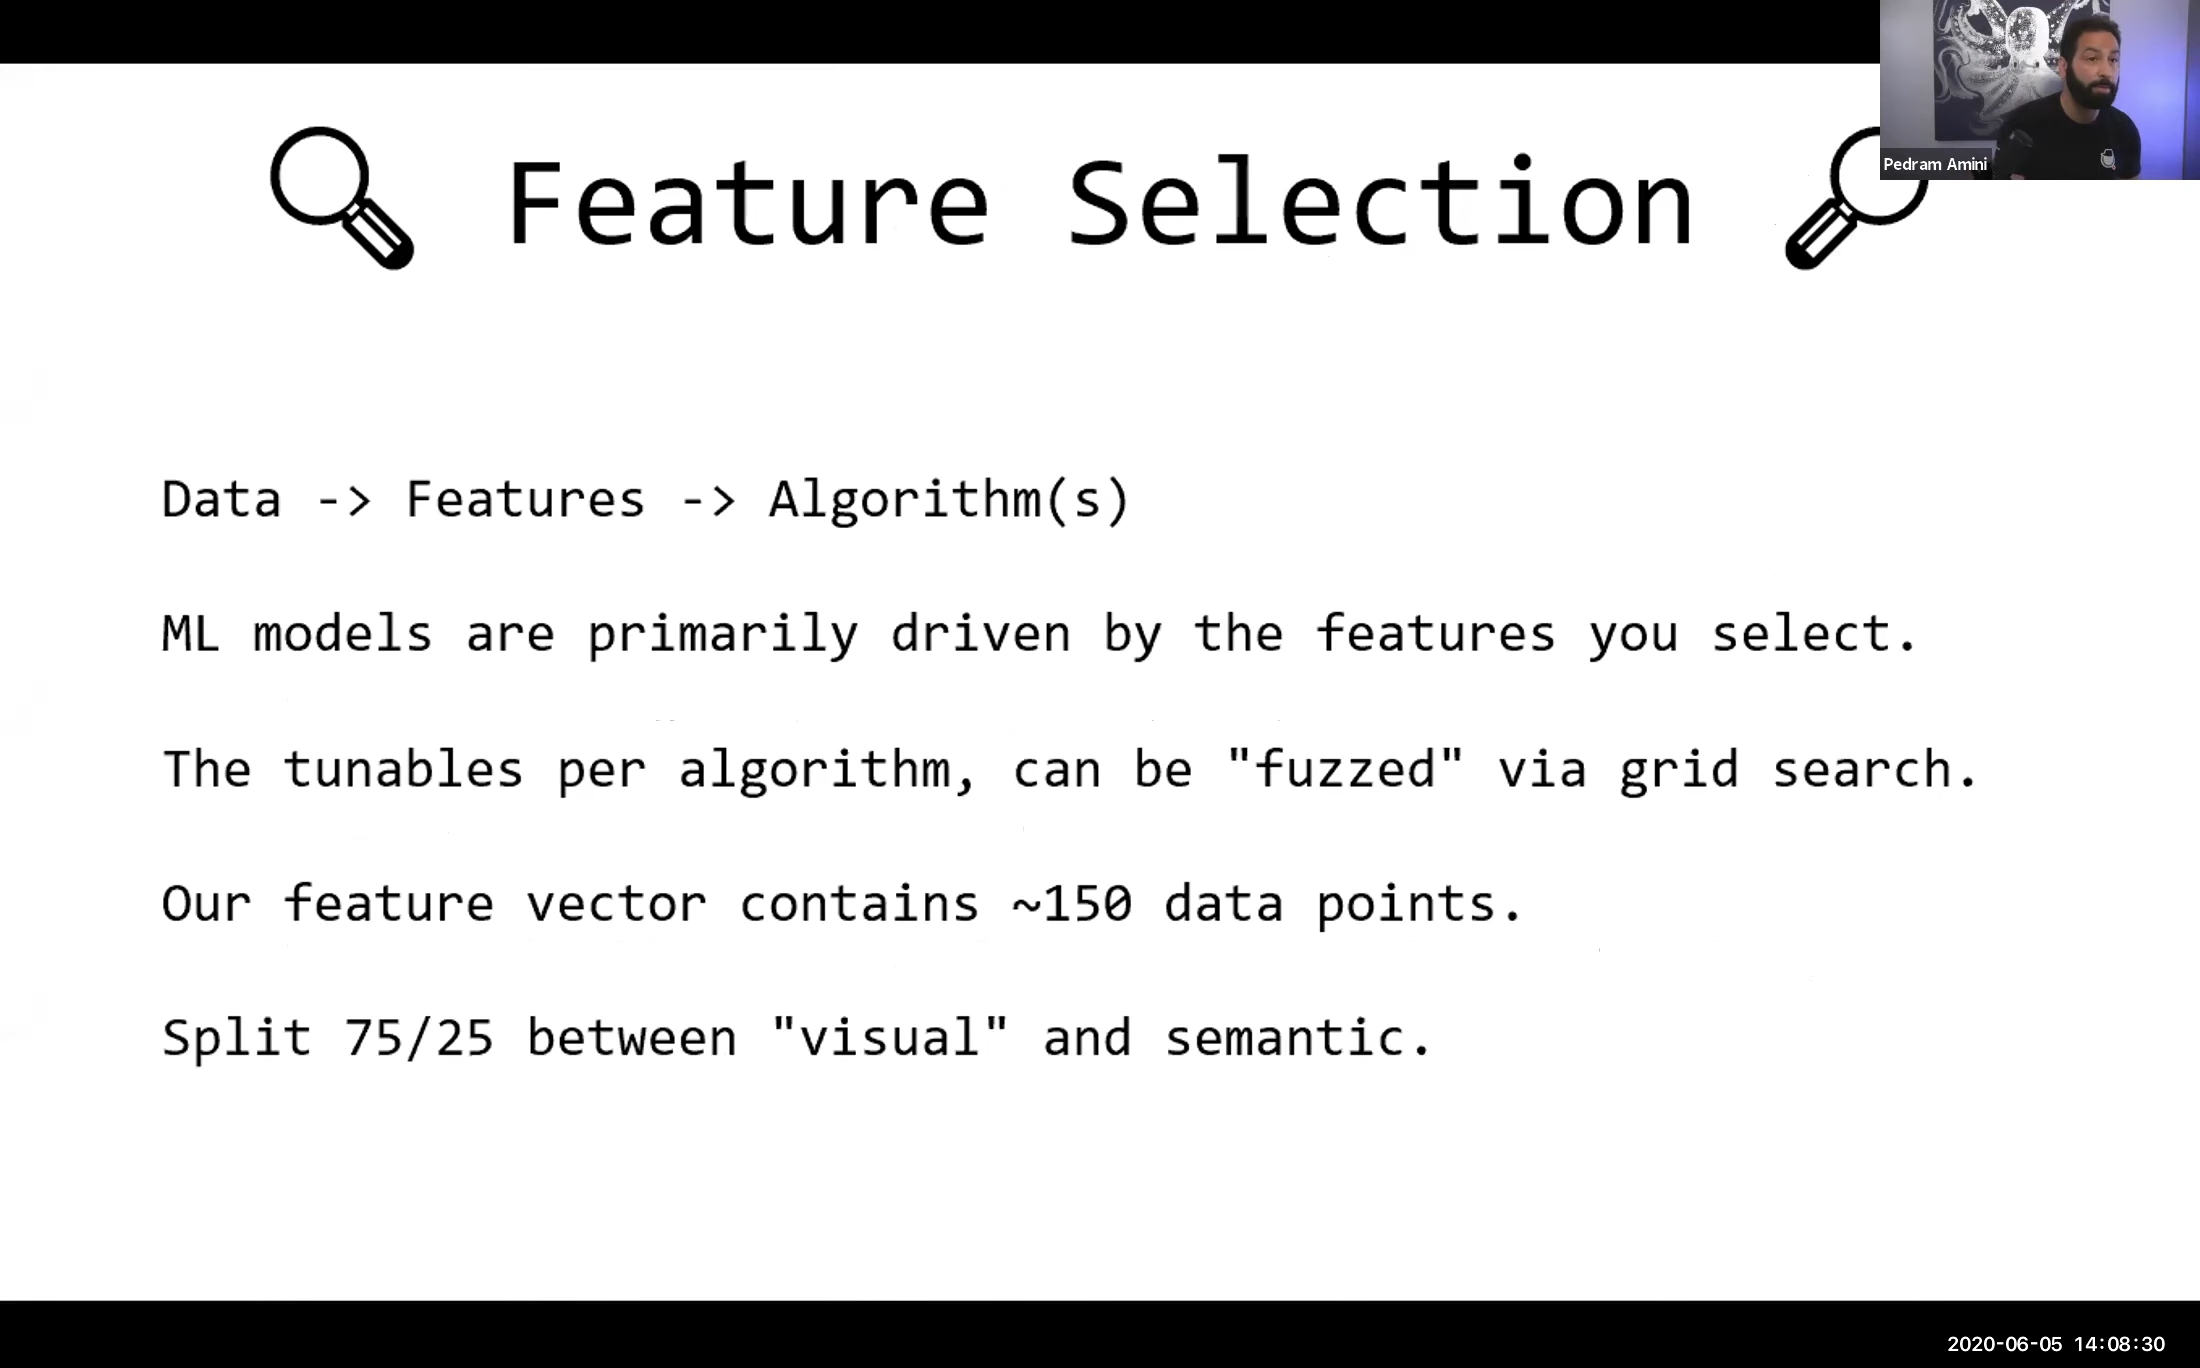 Feature Selection
Pedram Amini
Data -> Features -> Algorithm(s)
ML models are primarily driven by the features you select.
The tunables per algorithm, can be "fuzzed" via grid search.
Our feature vector contains ~150 data points.
Split 75/25 between "visual" and semantic.
2020-06-05 14:08:30